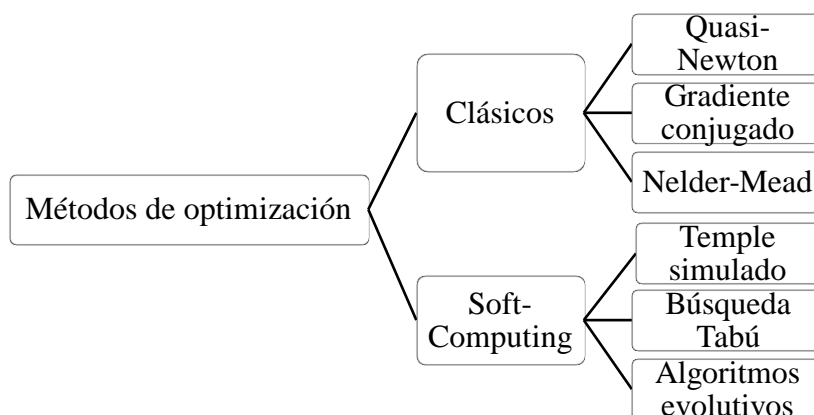 Métodos de optimización
Clásicos
Quasi-
Newton
Gradiente
conjugado
Nelder-Mead
Soft-
Computing
Temple
simulado
Búsqueda
Tabú
Algoritmos
evolutivos